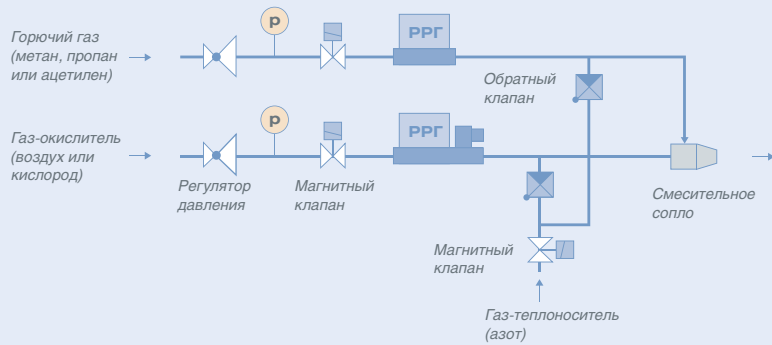 Горючий газ
(метан, пропан
или ацетилен)
p
РРГ
Обратный
клапан
Газ-окислитель
(воздух или
кислород)
p
РРГ
Регулятор
давления
Магнитный
клапан
Смесительное
сопло
Магнитный
клапан
Газ-теплоноситель
(азот)